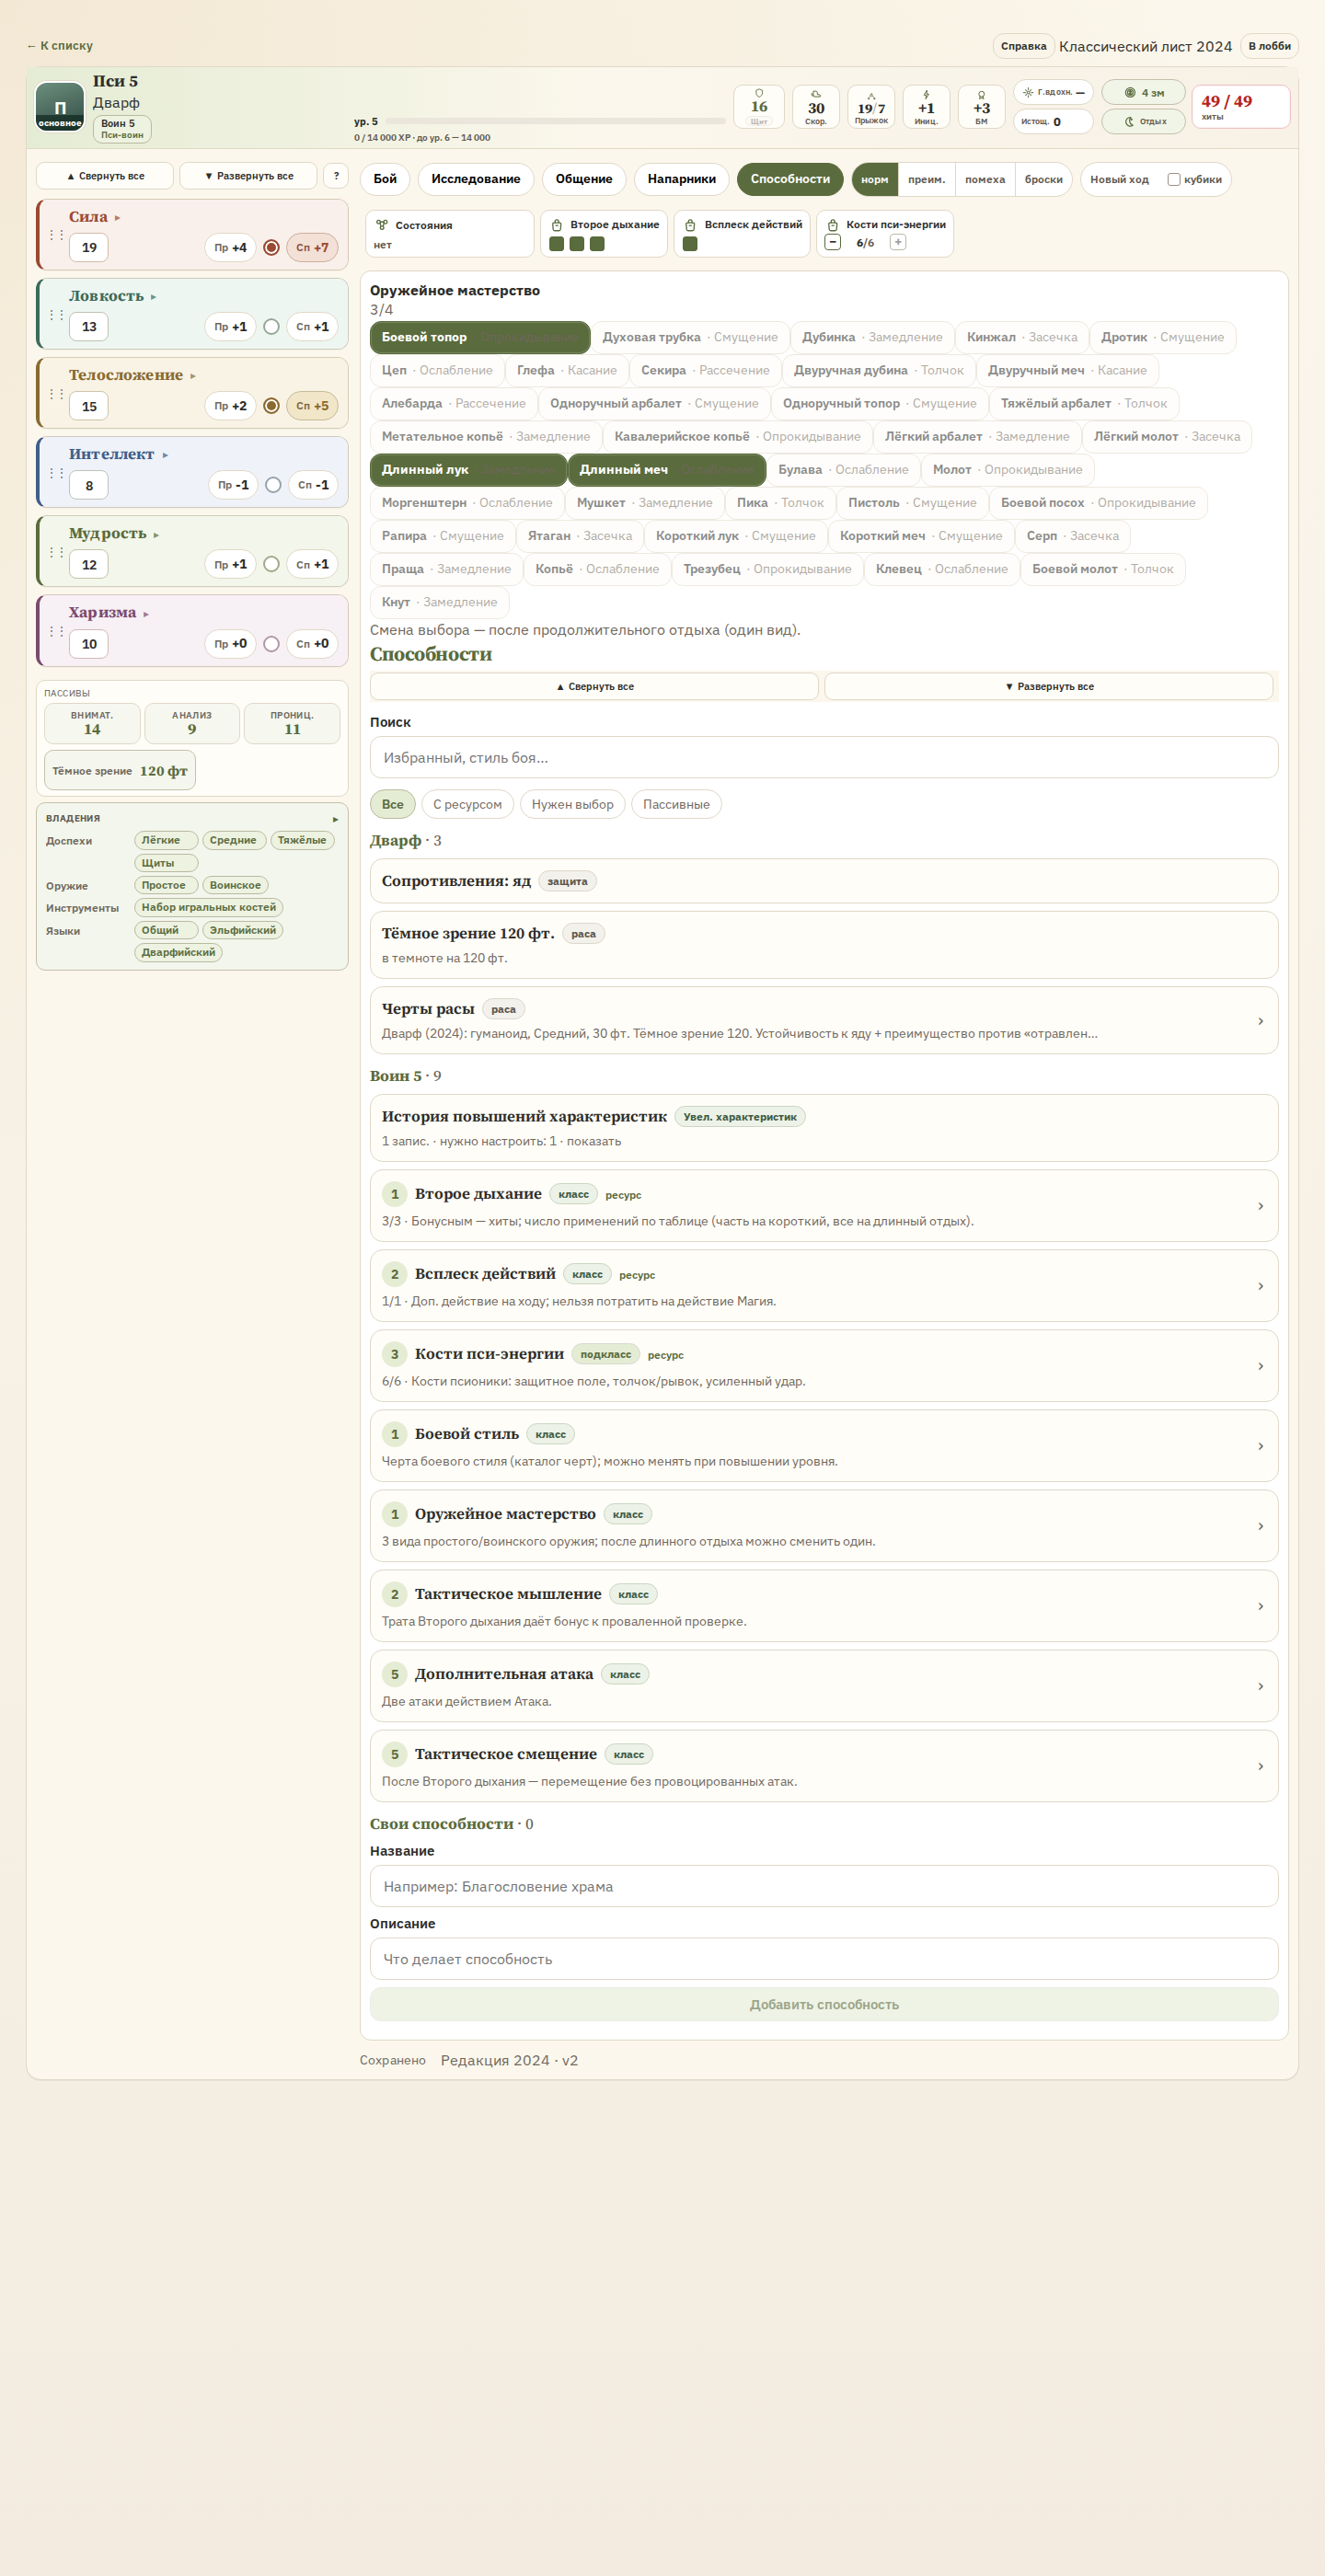 ← К списку
Справка Классический лист 2024 В лобби
П
основное
Пси 5
Дварф
Воин 5
Пси-воин
ур. 5
0 / 14 000 XP · до ур. 6 — 14 000
16
Щит
30
Скор.
19/7
Прыжок
+1
Иниц.
+3
БМ
Г.вдохн. —
Истощ. 0
4 зм
Отдых
49 / 49
хиты
▲ Свернуть все ▼ Развернуть все ?
Сила ▸
19 Пр +4 Сп +7
Ловкость ▸
13 Пр +1 Сп +1
Телосложение ▸
15 Пр +2 Сп +5
Интеллект ▸
8 Пр -1 Сп -1
Мудрость ▸
12 Пр +1 Сп +1
Харизма ▸
10 Пр +0 Сп +0
ПАССИВЫ
ВНИМАТ. АНАЛИЗ ПРОНИЦ.
14 9 11
Тёмное зрение 120 фт
ВЛАДЕНИЯ ▸
Доспехи Лёгкие Средние Тяжёлые
Щиты
Оружие Простое Воинское
Инструменты Набор игральных костей
Языки Общий Эльфийский
Дварфийский
Бой Исследование Общение Напарники Способности норм преим. помеха броски Новый ход кубики
Состояния
нет
Второе дыхание
Всплеск действий
Кости пси-энергии
− 6/6 +
Оружейное мастерство
3/4
Боевой топор Духовая трубка · Смущение Дубинка · Замедление Кинжал · Засечка Дротик · Смущение
Цеп · Ослабление Глефа · Касание Секира · Рассечение Двуручная дубина · Толчок Двуручный меч · Касание
Алебарда · Рассечение Одноручный арбалет · Смущение Одноручный топор · Смущение Тяжёлый арбалет · Толчок
Метательное копьё · Замедление Кавалерийское копьё · Опрокидывание Лёгкий арбалет · Замедление Лёгкий молот · Засечка
Длинный лук Длинный меч Булава · Ослабление Молот · Опрокидывание
Моргенштерн · Ослабление Мушкет · Замедление Пика · Толчок Пистоль · Смущение Боевой посох · Опрокидывание
Рапира · Смущение Ятаган · Засечка Короткий лук · Смущение Короткий меч · Смущение Серп · Засечка
Праща · Замедление Копьё · Ослабление Трезубец · Опрокидывание Клевец · Ослабление Боевой молот · Толчок
Кнут · Замедление
Смена выбора — после продолжительного отдыха (один вид).
Способности
▲ Свернуть все ▼ Развернуть все
Поиск
Избранный, стиль боя…
Все С ресурсом Нужен выбор Пассивные
Дварф · 3
Сопротивления: яд защита
Тёмное зрение 120 фт. раса
в темноте на 120 фт.
Черты расы раса
Дварф (2024): гуманоид, Средний, 30 фт. Тёмное зрение 120. Устойчивость к яду + преимущество против «отравлен… ›
Воин 5 · 9
История повышений характеристик Увел. характеристик
1 запис. · нужно настроить: 1 · показать
1 Второе дыхание класс ресурс
3/3 · Бонусным — хиты; число применений по таблице (часть на короткий, все на длинный отдых). ›
2 Всплеск действий класс ресурс
1/1 · Доп. действие на ходу; нельзя потратить на действие Магия. ›
3 Кости пси-энергии подкласс ресурс
6/6 · Кости псионики: защитное поле, толчок/рывок, усиленный удар. ›
1 Боевой стиль класс
Черта боевого стиля (каталог черт); можно менять при повышении уровня. ›
1 Оружейное мастерство класс
3 вида простого/воинского оружия; после длинного отдыха можно сменить один. ›
2 Тактическое мышление класс
Трата Второго дыхания даёт бонус к проваленной проверке. ›
5 Дополнительная атака класс
Две атаки действием Атака. ›
5 Тактическое смещение класс
После Второго дыхания — перемещение без провоцированных атак. ›
Свои способности · 0
Название
Например: Благословение храма
Описание
Что делает способность
Добавить способность
Сохранено Редакция 2024 · v2